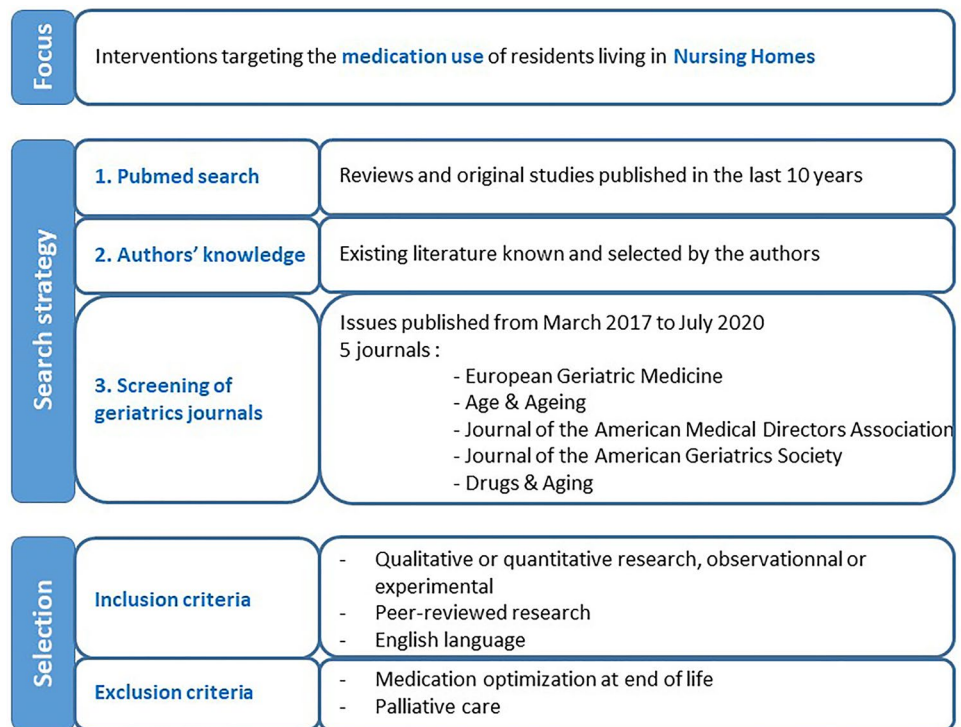 Focus
Interventions targeting the medication use of residents living in Nursing Homes
Search strategy
1. Pubmed search
Reviews and original studies published in the last 10 years
2. Authors’ knowledge
Existing literature known and selected by the authors
3. Screening of
geriatrics journals
Issues published from March 2017 to July 2020
5 journals :
- European Geriatric Medicine
- Age & Ageing
- Journal of the American Medical Directors Association
- Journal of the American Geriatrics Society
- Drugs & Aging
Selection
Inclusion criteria
- Qualitative or quantitative research, observationnal or
experimental
- Peer-reviewed research
- English language
Exclusion criteria
- Medication optimization at end of life
- Palliative care